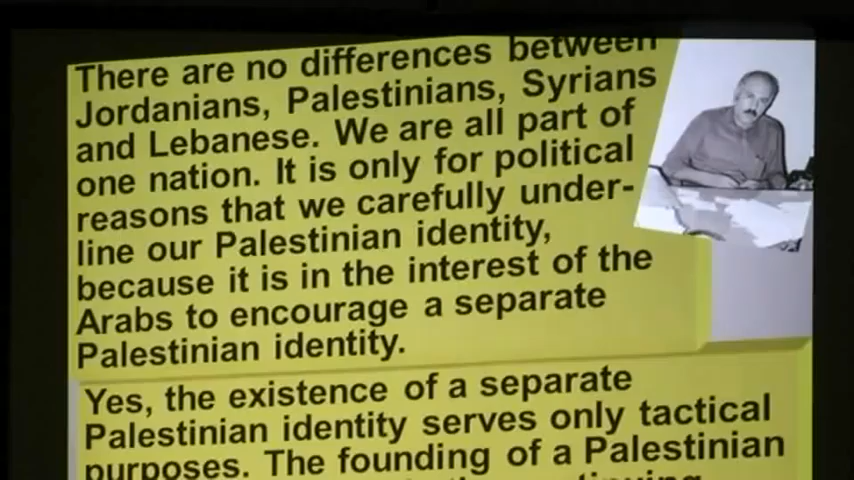 There are no differences between
Jordanians, Palestinians, Syrians
and Lebanese. We are all part of
one nation. It is only for political
reasons that we carefully under-
line our Palestinian identity,
because it is in the interest of the
Arabs to encourage a separate
Palestinian identity.
Yes, the existence of a separate
Palestinian identity serves only tactical
purposes. The founding of a Palestinian